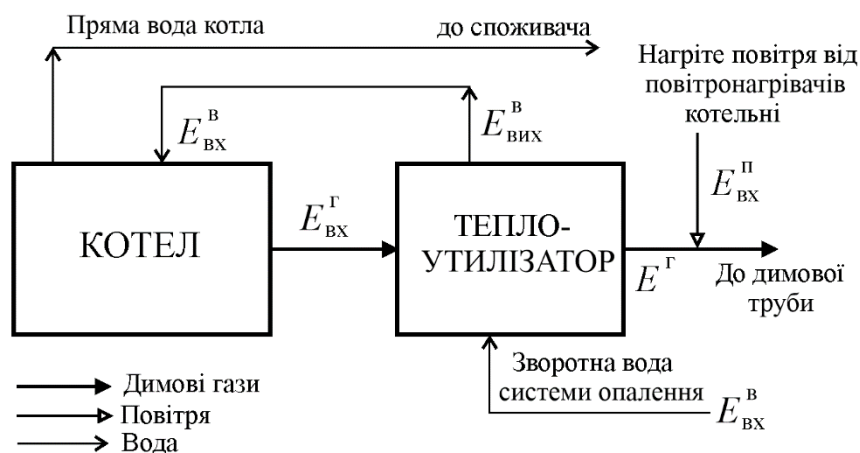 Пряма вода котла до споживача
Нагріте повітря від
повітронагрівачів
котельні
E вх в
E вих в
E вх п
КОТЕЛ
E вх г
ТЕПЛО-
УТИЛІЗАТОР
E г
До димової
труби
Зворотна вода
системи опалення
E вх в
Димові гази
Повітря
Вода